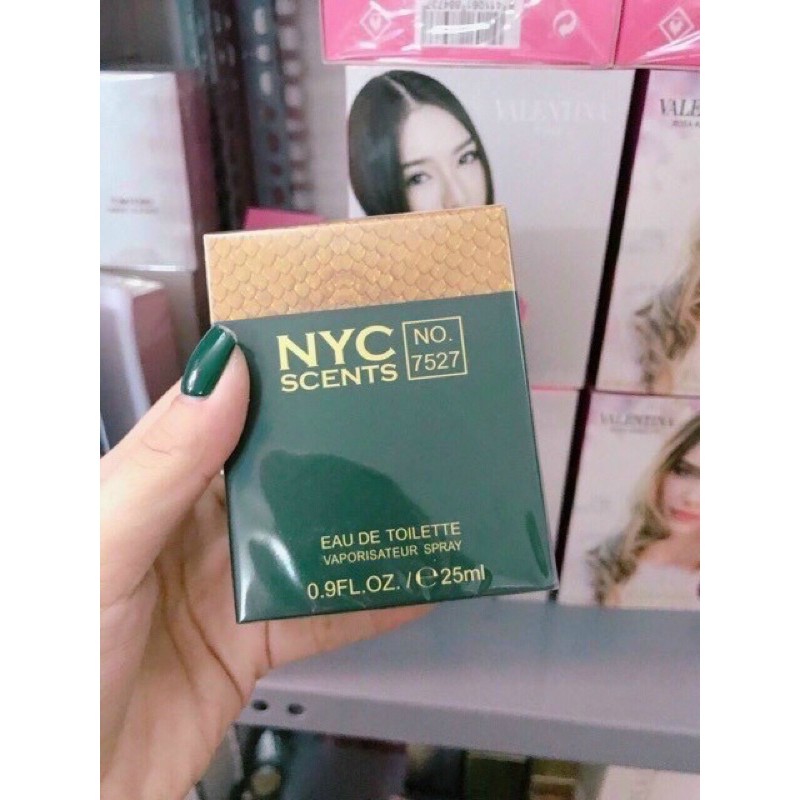 VALENTINA
NYC
SCENTS
NO.
7527
EAU DE TOILETTE
VAPORISATEUR SPRAY
0.9FL.OZ. / ℮25ml
VALENTINA